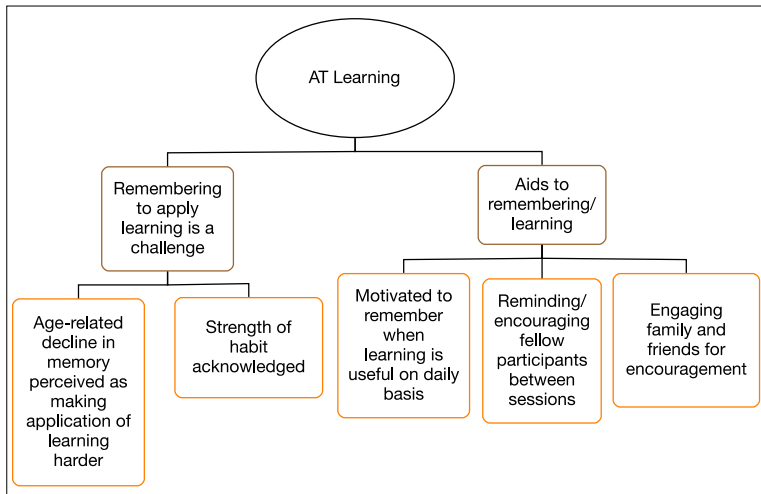 AT Learning
Remembering
to apply
learning is a
challenge
Aids to
remembering/
learning
Age-related
decline in
memory
perceived as
making
application of
learning
harder
Strength of
habit
acknowledged
Motivated to
remember
when
learning is
useful on daily
basis
Reminding/
encouraging
fellow
participants
between
sessions
Engaging
family and
friends for
encouragement